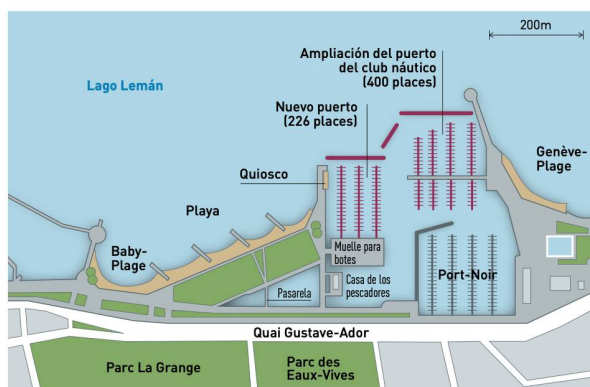 200m
Ampliación del puerto
del club náutico
(400 places)
Lago Lemán
Nuevo puerto
(226 places)
Genève-
Plage
Quiosco
Playa
Baby-
Plage
Muelle para
botes
Port-Noir
Casa de los
pescadores
Pasarela
Quai Gustave-Ador
Parc La Grange
Parc des
Eaux-Vives